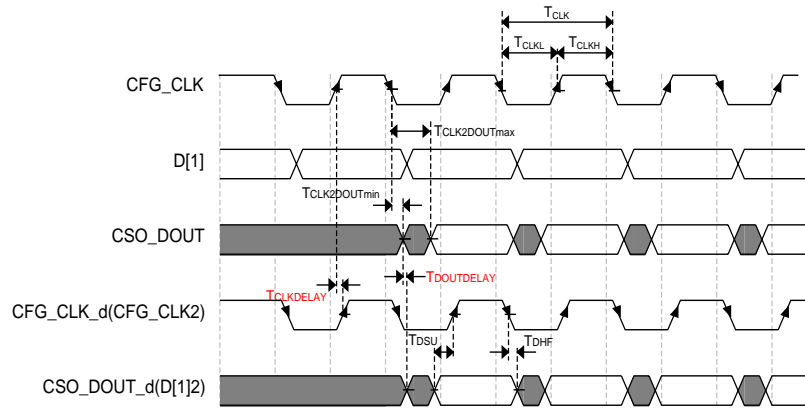 TCLK
TCLKL
TCLKH
CFG_CLK
TCLK2DOUTmax
D[1]
TCLK2DOUTmin
CSO_DOUT
TDOUTDELAY
TCLKDELAY
CFG_CLK_d(CFG_CLK2)
TDSU
TDHF
CSO_DOUT_d(D[1]2)